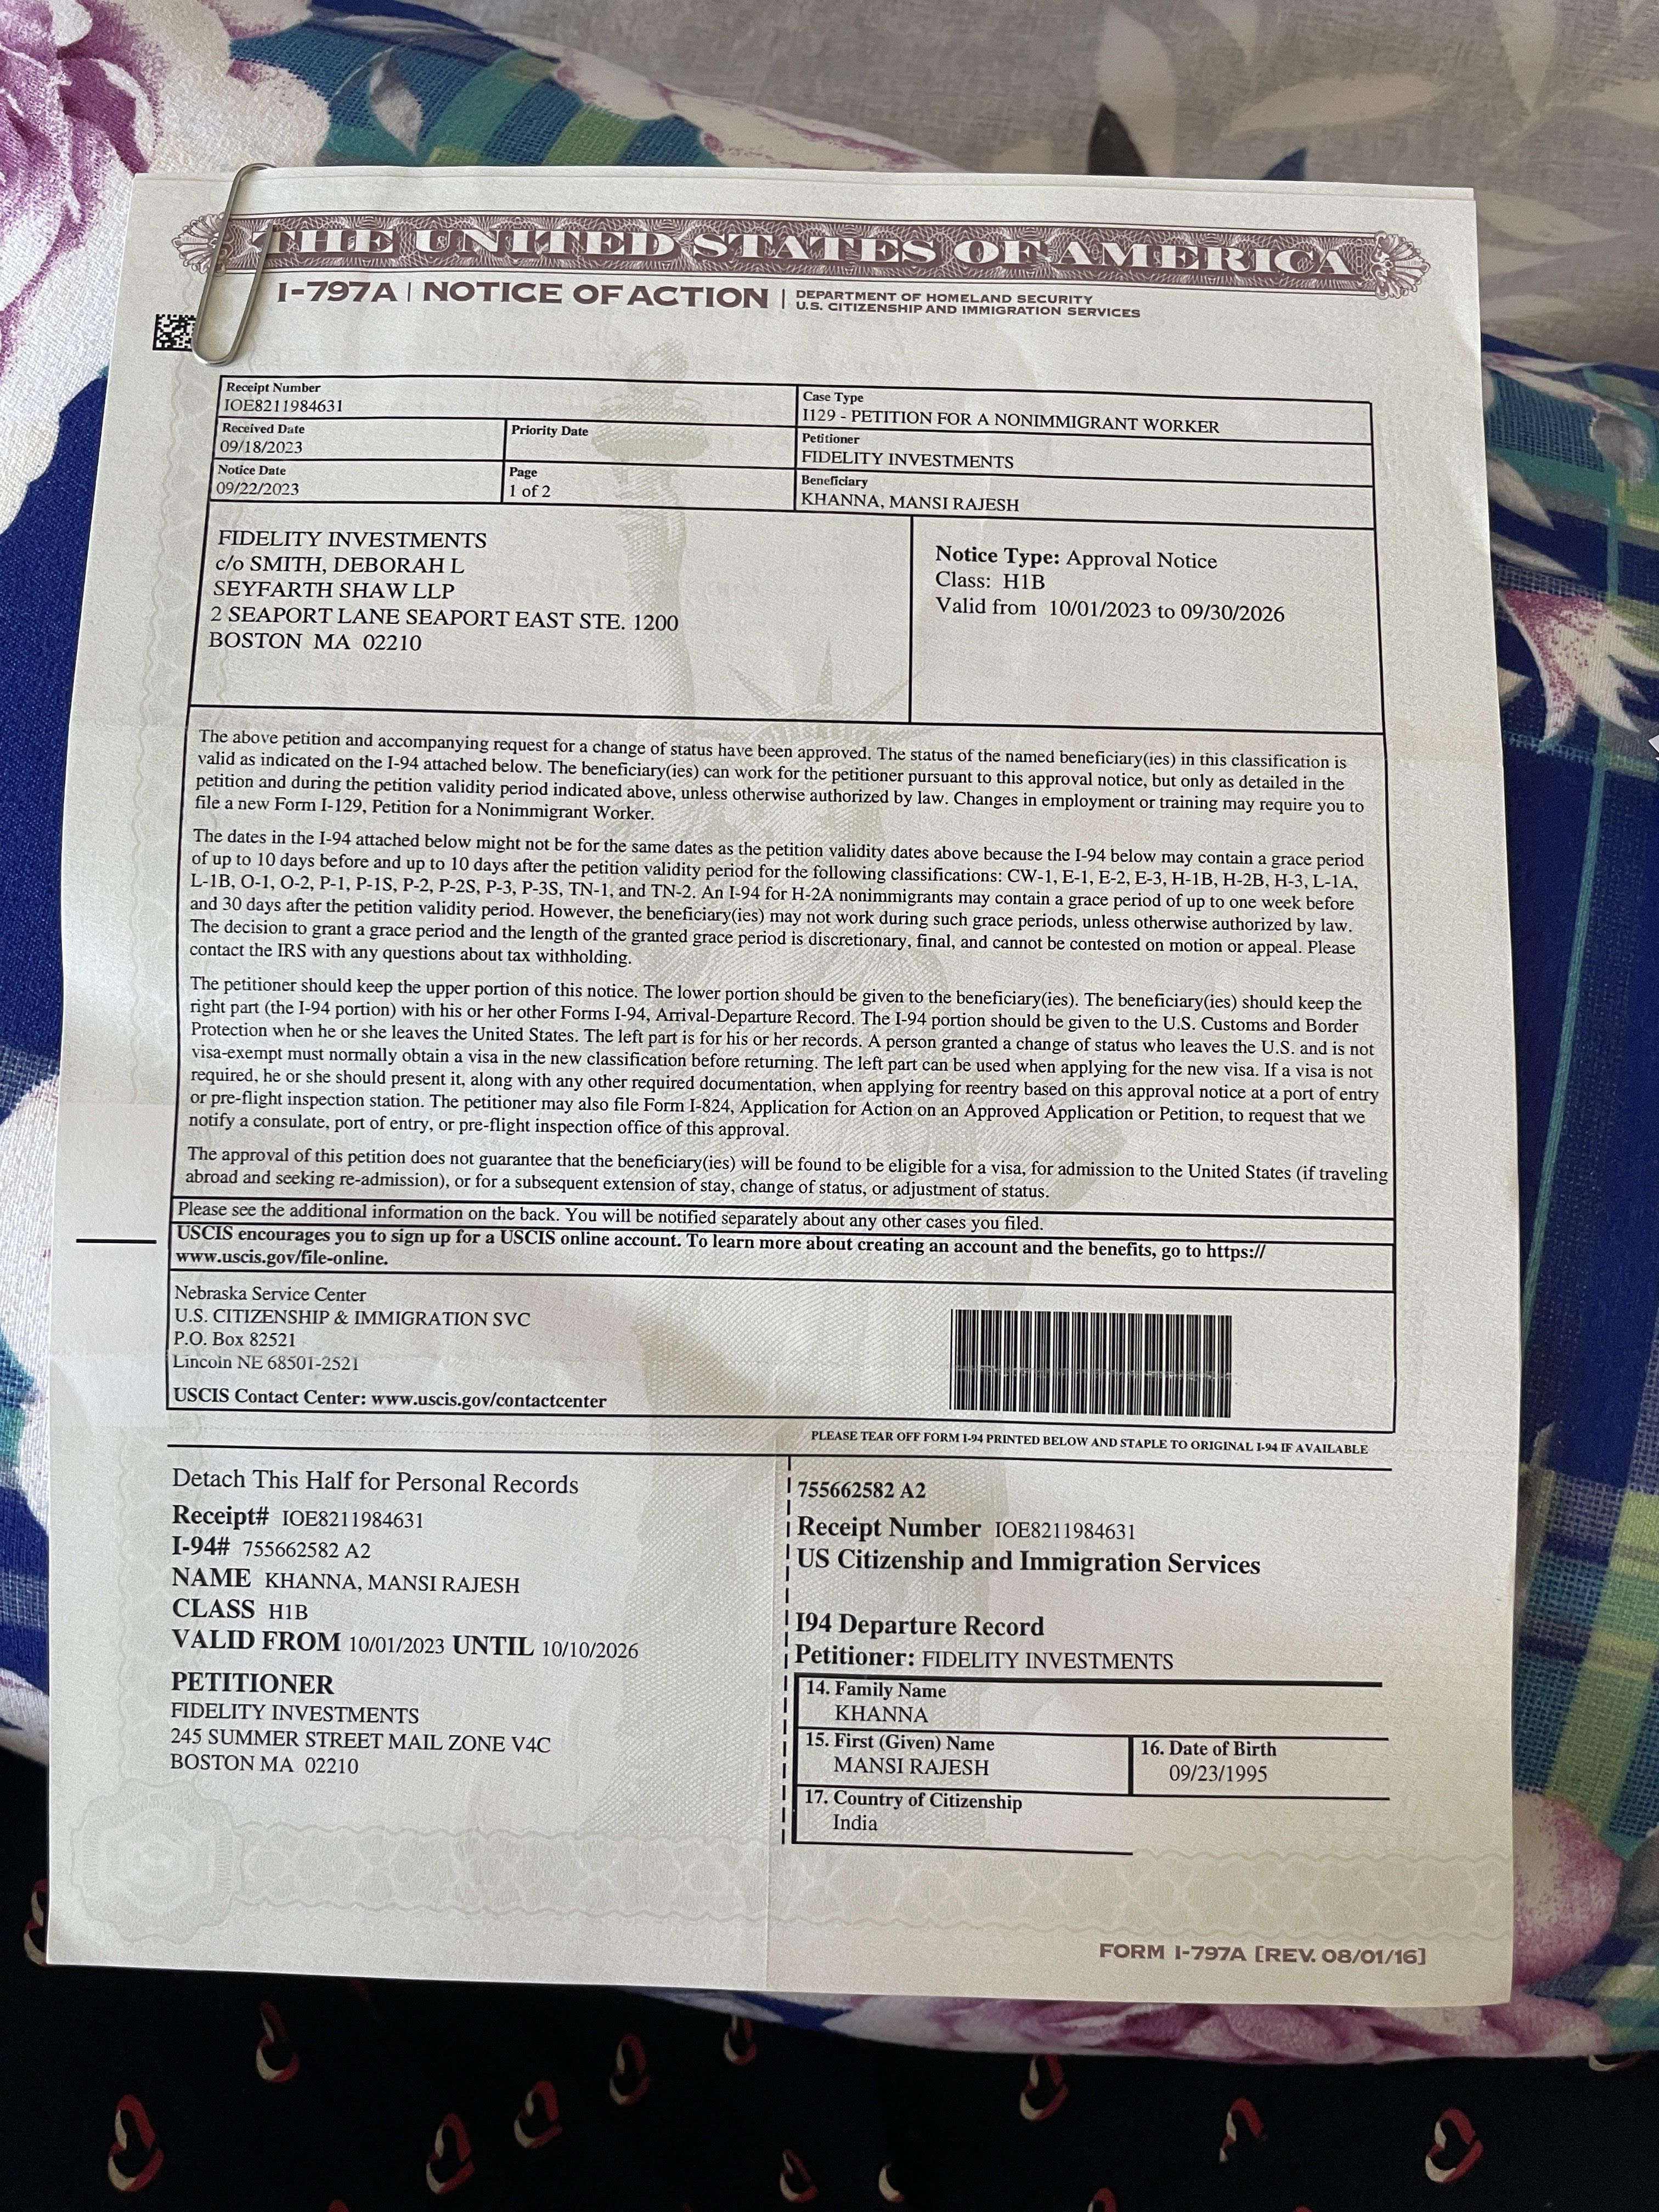 THE UNITED STATES OF AMERICA
I-797A | NOTICE OF ACTION | DEPARTMENT OF HOMELAND SECURITY
U.S. CITIZENSHIP AND IMMIGRATION SERVICES
Receipt Number
IOE8211984631
Case Type
I129 - PETITION FOR A NONIMMIGRANT WORKER
Received Date
09/18/2023
Priority Date
Petitioner
FIDELITY INVESTMENTS
Notice Date
09/22/2023
Page
1 of 2
Beneficiary
KHANNA, MANSI RAJESH
FIDELITY INVESTMENTS
c/o SMITH, DEBORAH L
SEYFARTH SHAW LLP
2 SEAPORT LANE SEAPORT EAST STE. 1200
BOSTON MA 02210
Notice Type: Approval Notice
Class: H1B
Valid from 10/01/2023 to 09/30/2026
The above petition and accompanying request for a change of status have been approved. The status of the named beneficiary(ies) in this classification is
valid as indicated on the I-94 attached below. The beneficiary(ies) can work for the petitioner pursuant to this approval notice, but only as detailed in the
petition and during the petition validity period indicated above, unless otherwise authorized by law. Changes in employment or training may require you to
file a new Form I-129, Petition for a Nonimmigrant Worker.
The dates in the I-94 attached below might not be for the same dates as the petition validity dates above because the I-94 below may contain a grace period
of up to 10 days before and up to 10 days after the petition validity period for the following classifications: CW-1, E-1, E-2, E-3, H-1B, H-2B, H-3, L-1A,
L-1B, O-1, O-2, P-1, P-1S, P-2, P-2S, P-3, P-3S, TN-1, and TN-2. An I-94 for H-2A nonimmigrants may contain a grace period of up to one week before
and 30 days after the petition validity period. However, the beneficiary(ies) may not work during such grace periods, unless otherwise authorized by law.
The decision to grant a grace period and the length of the granted grace period is discretionary, final, and cannot be contested on motion or appeal. Please
contact the IRS with any questions about tax withholding.
The petitioner should keep the upper portion of this notice. The lower portion should be given to the beneficiary(ies). The beneficiary(ies) should keep the
right part (the I-94 portion) with his or her other Forms I-94, Arrival-Departure Record. The I-94 portion should be given to the U.S. Customs and Border
Protection when he or she leaves the United States. The left part is for his or her records. A person granted a change of status who leaves the U.S. and is not
visa-exempt must normally obtain a visa in the new classification before returning. The left part can be used when applying for the new visa. If a visa is not
required, he or she should present it, along with any other required documentation, when applying for reentry based on this approval notice at a port of entry
or pre-flight inspection station. The petitioner may also file Form I-824, Application for Action on an Approved Application or Petition, to request that we
notify a consulate, port of entry, or pre-flight inspection office of this approval.
The approval of this petition does not guarantee that the beneficiary(ies) will be found to be eligible for a visa, for admission to the United States (if traveling
abroad and seeking re-admission), or for a subsequent extension of stay, change of status, or adjustment of status.
Please see the additional information on the back. You will be notified separately about any other cases you filed.
USCIS encourages you to sign up for a USCIS online account. To learn more about creating an account and the benefits, go to https://
www.uscis.gov/file-online.
Nebraska Service Center
U.S. CITIZENSHIP & IMMIGRATION SVC
P.O. Box 82521
Lincoln NE 68501-2521
USCIS Contact Center: www.uscis.gov/contactcenter
PLEASE TEAR OFF FORM I-94 PRINTED BELOW AND STAPLE TO ORIGINAL I-94 IF AVAILABLE
Detach This Half for Personal Records
Receipt# IOE8211984631
I-94# 755662582 A2
NAME KHANNA, MANSI RAJESH
CLASS H1B
VALID FROM 10/01/2023 UNTIL 10/10/2026
PETITIONER
FIDELITY INVESTMENTS
245 SUMMER STREET MAIL ZONE V4C
BOSTON MA 02210
755662582 A2
Receipt Number IOE8211984631
US Citizenship and Immigration Services
I94 Departure Record
Petitioner: FIDELITY INVESTMENTS
14. Family Name
KHANNA
15. First (Given) Name
MANSI RAJESH
16. Date of Birth
09/23/1995
17. Country of Citizenship
India
FORM I-797A [REV. 08/01/16]